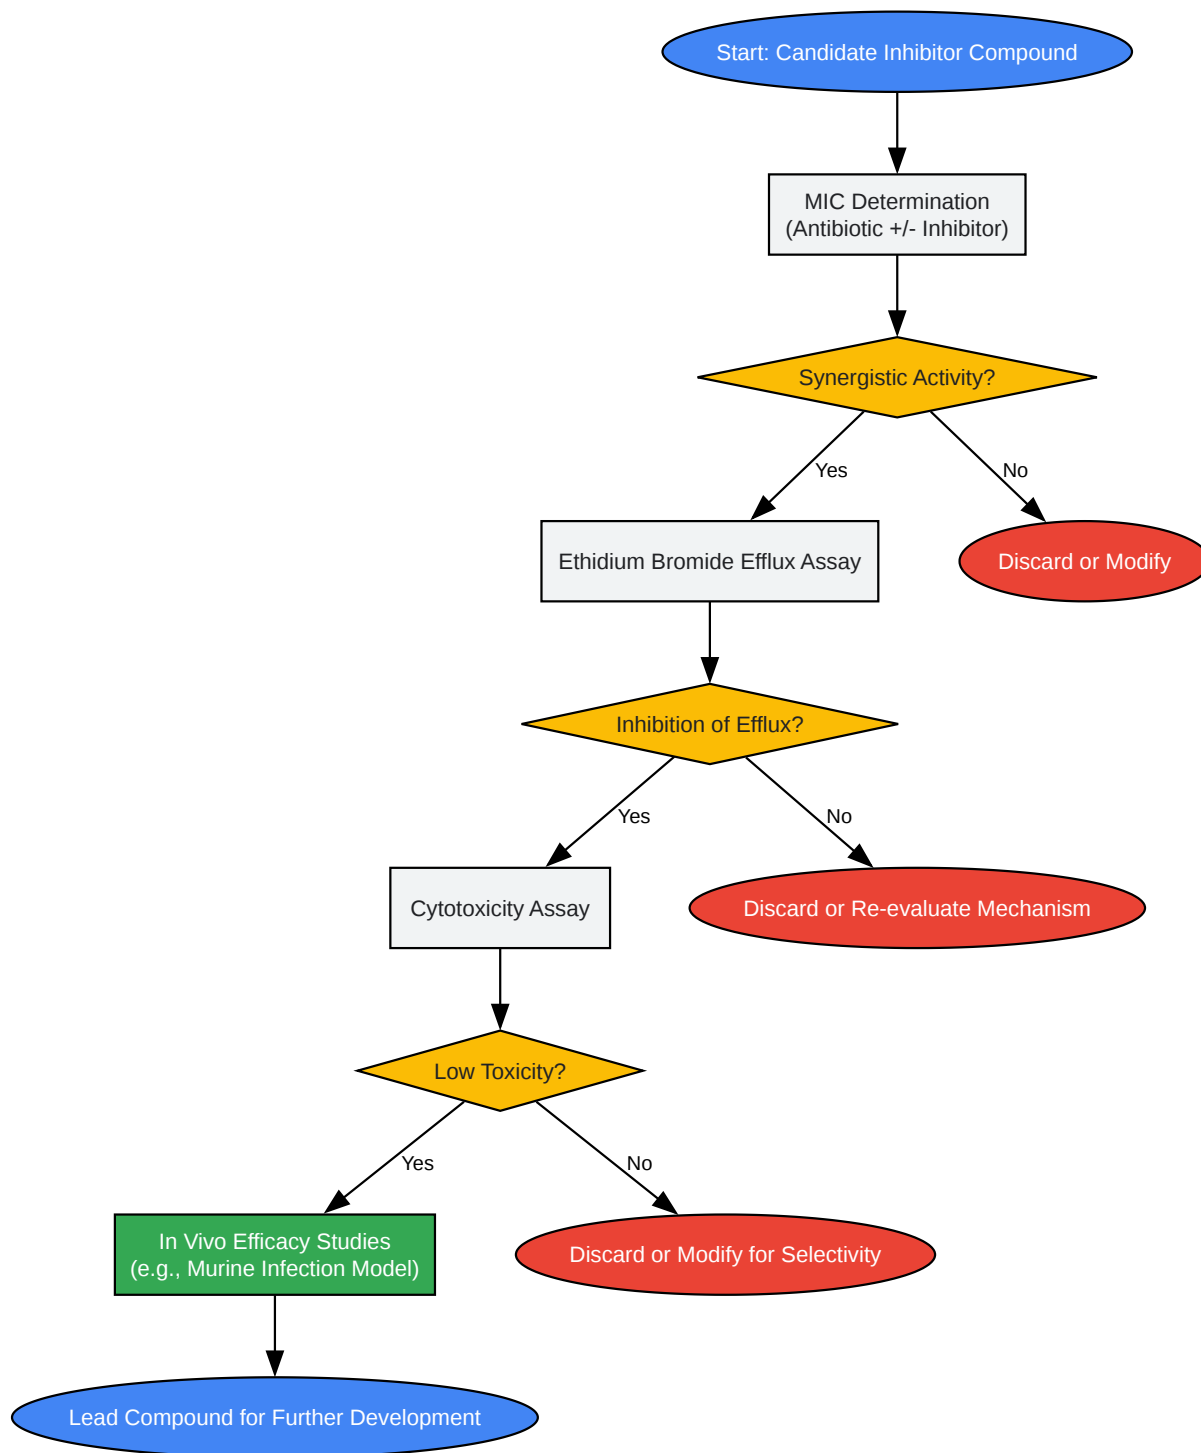 Start: Candidate Inhibitor Compound
MIC Determination
(Antibiotic +/- Inhibitor)
Synergistic Activity?
Yes
No
Ethidium Bromide Efflux Assay
Discard or Modify
Inhibition of Efflux?
Yes
No
Cytotoxicity Assay
Discard or Re-evaluate Mechanism
Low Toxicity?
Yes
No
In Vivo Efficacy Studies
(e.g., Murine Infection Model)
Discard or Modify for Selectivity
Lead Compound for Further Development